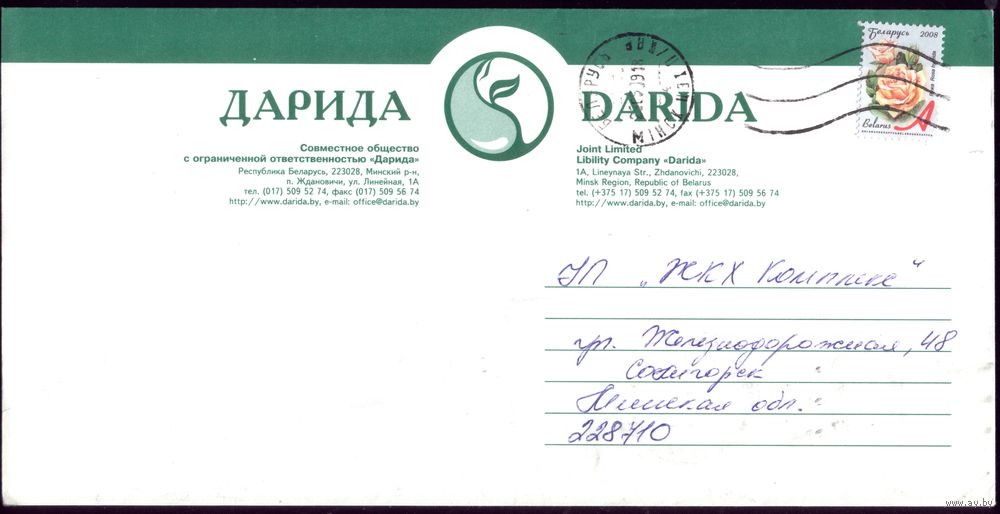 Беларусь 2008
Belarus A
ДАРИДА
DARIDA
Совместное общество
с ограниченной ответственностью «Дарида»
Республика Беларусь, 223028, Минский р-н,
п. Ждановичи, ул. Линейная, 1А
тел. (017) 509 52 74, факс (017) 509 56 74
http://www.darida.by, e-mail: office@darida.by
Joint Limited
Libility Company «Darida»
1A, Lineynaya Str., Zhdanovichi, 223028,
Minsk Region, Republic of Belarus
tel. (+375 17) 509 52 74, fax (+375 17) 509 56 74
http://www.darida.by, e-mail: office@darida.by
УП „ЖКХ Комплекс“
Железнодорожная, 48
Солигорск
Минская обл.
228710
www.ay.by